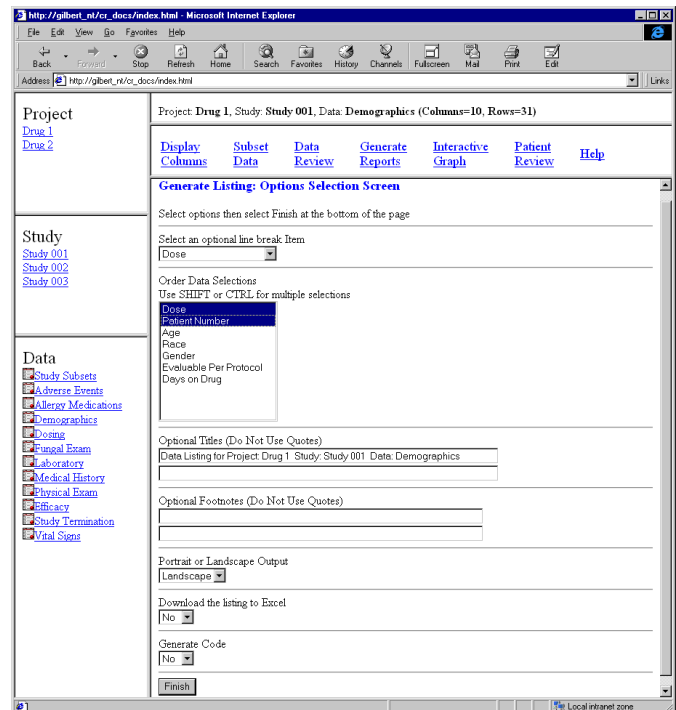 http://gilbert_nt/cr_docs/index.html - Microsoft Internet Explorer
File Edit View Go Favorites Help
Back Forward Stop Refresh Home Search Favorites History Channels Fullscreen Mail Print Edit
Address http://gilbert_nt/cr_docs/index.html Links
Project
Drug 1
Drug 2
Study
Study 001
Study 002
Study 003
Data
Study Subsets
Adverse Events
Allergy Medications
Demographics
Dosing
Fungal Exam
Laboratory
Medical History
Physical Exam
Efficacy
Study Termination
Vital Signs
Project: Drug 1, Study: Study 001, Data: Demographics (Columns=10, Rows=31)
Display Columns
Subset Data
Data Review
Generate Reports
Interactive Graph
Patient Review
Help
Generate Listing: Options Selection Screen
Select options then select Finish at the bottom of the page
Select an optional line break Item
Dose
Order Data Selections
Use SHIFT or CTRL for multiple selections
Dose
Patient Number
Age
Race
Gender
Evaluable Per Protocol
Days on Drug
Optional Titles (Do Not Use Quotes)
Data Listing for Project: Drug 1 Study: Study 001 Data: Demographics
Optional Footnotes (Do Not Use Quotes)
Portrait or Landscape Output
Landscape
Download the listing to Excel
No
Generate Code
No
Finish
Local intranet zone